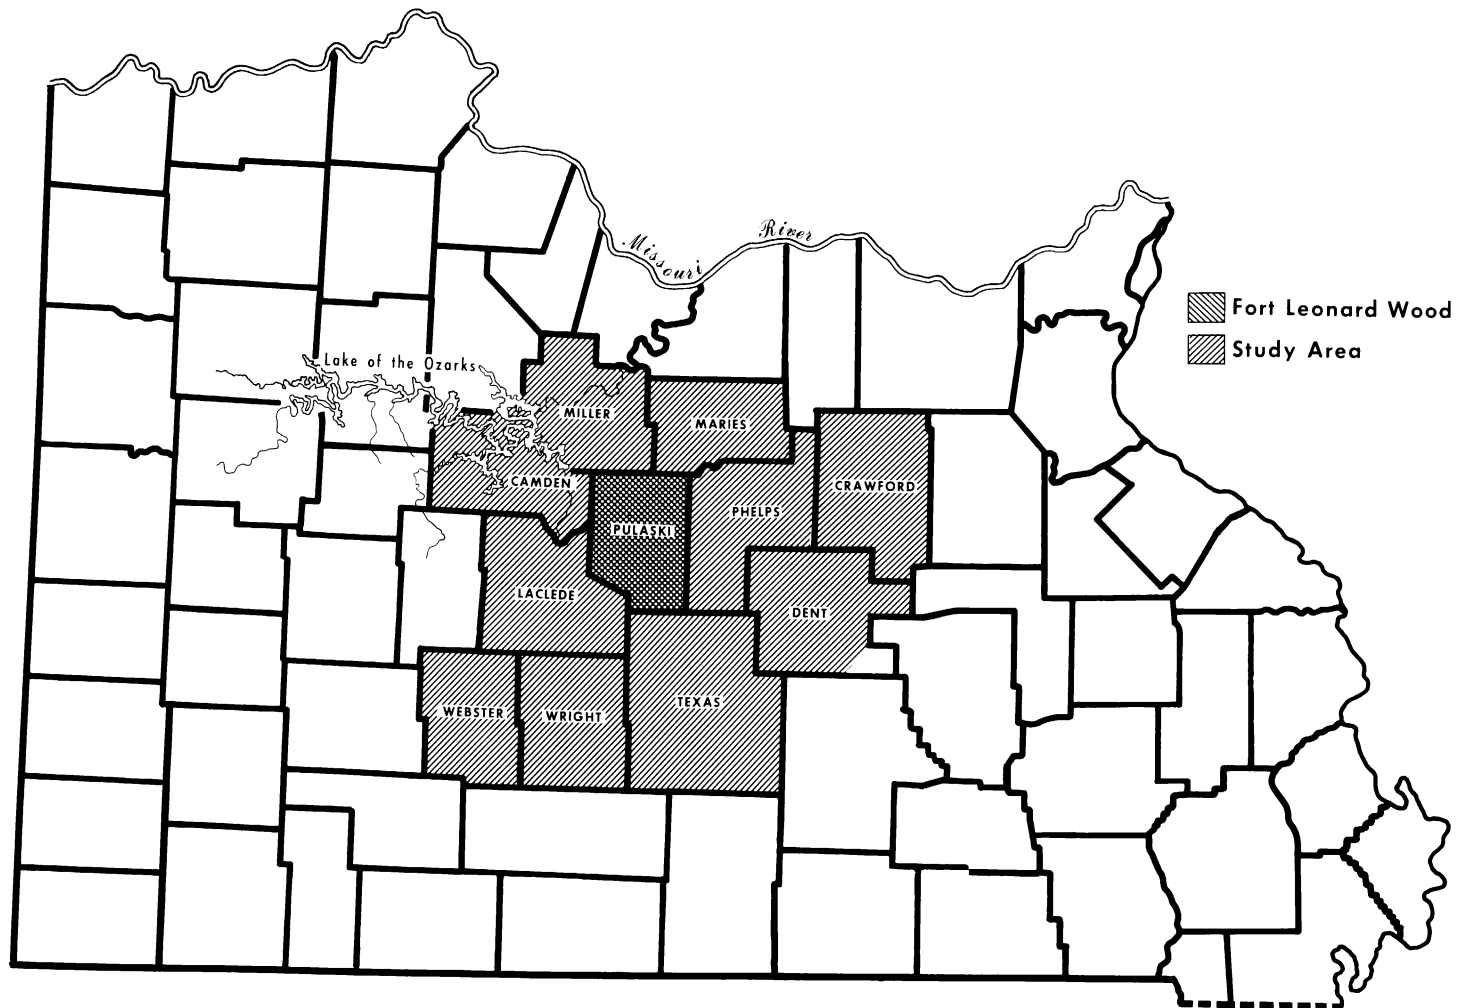 Missouri River
Fort Leonard Wood
Study Area
Lake of the Ozarks
MILLER
MARIES
CAMDEN
CRAWFORD
PHELPS
PULASKI
LACLEDE
DENT
TEXAS
WEBSTER
WRIGHT